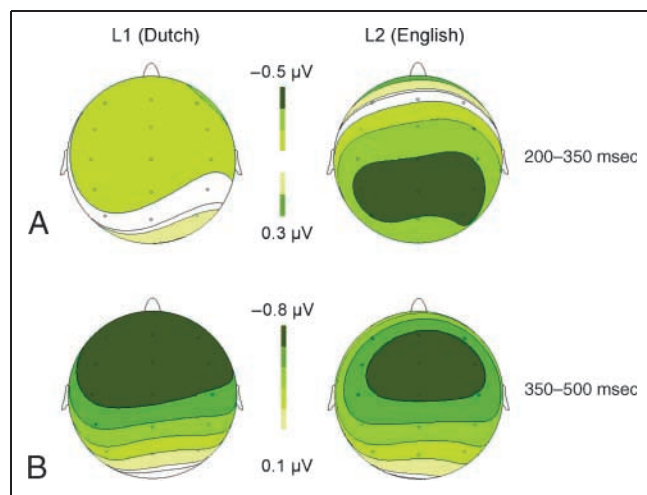 L1 (Dutch) L2 (English)
–0.5 µV
200–350 msec
A
0.3 µV
–0.8 µV
350–500 msec
B
0.1 µV